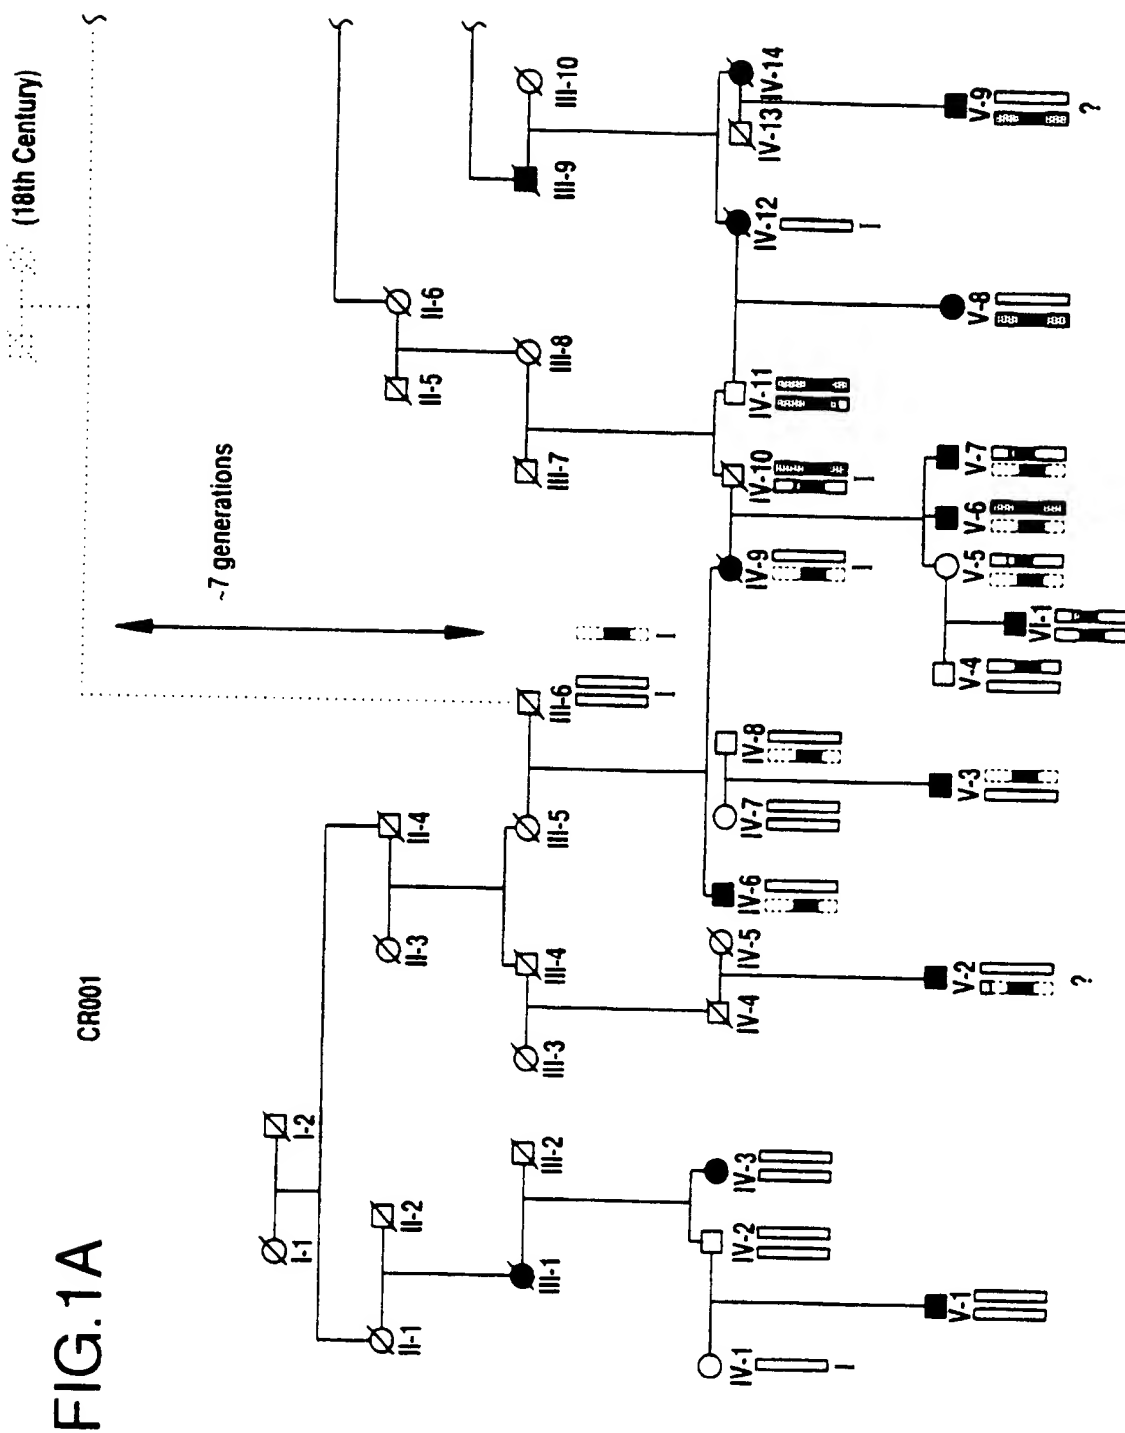 FIG. 1A
CR001
(18th Century)
~7 generations
I-1
I-2
II-1
II-2
II-3
II-4
II-5
II-6
III-1
III-2
III-3
III-4
III-5
III-6
I
I
III-7
III-8
III-9
III-10
IV-1
I
IV-2
IV-3
IV-4
IV-5
IV-6
IV-7
IV-8
IV-9
I
IV-10
I
IV-11
IV-12
I
IV-13
IV-14
V-1
V-2
?
V-3
V-4
V-5
V-6
V-7
V-8
V-9
?
VI-1